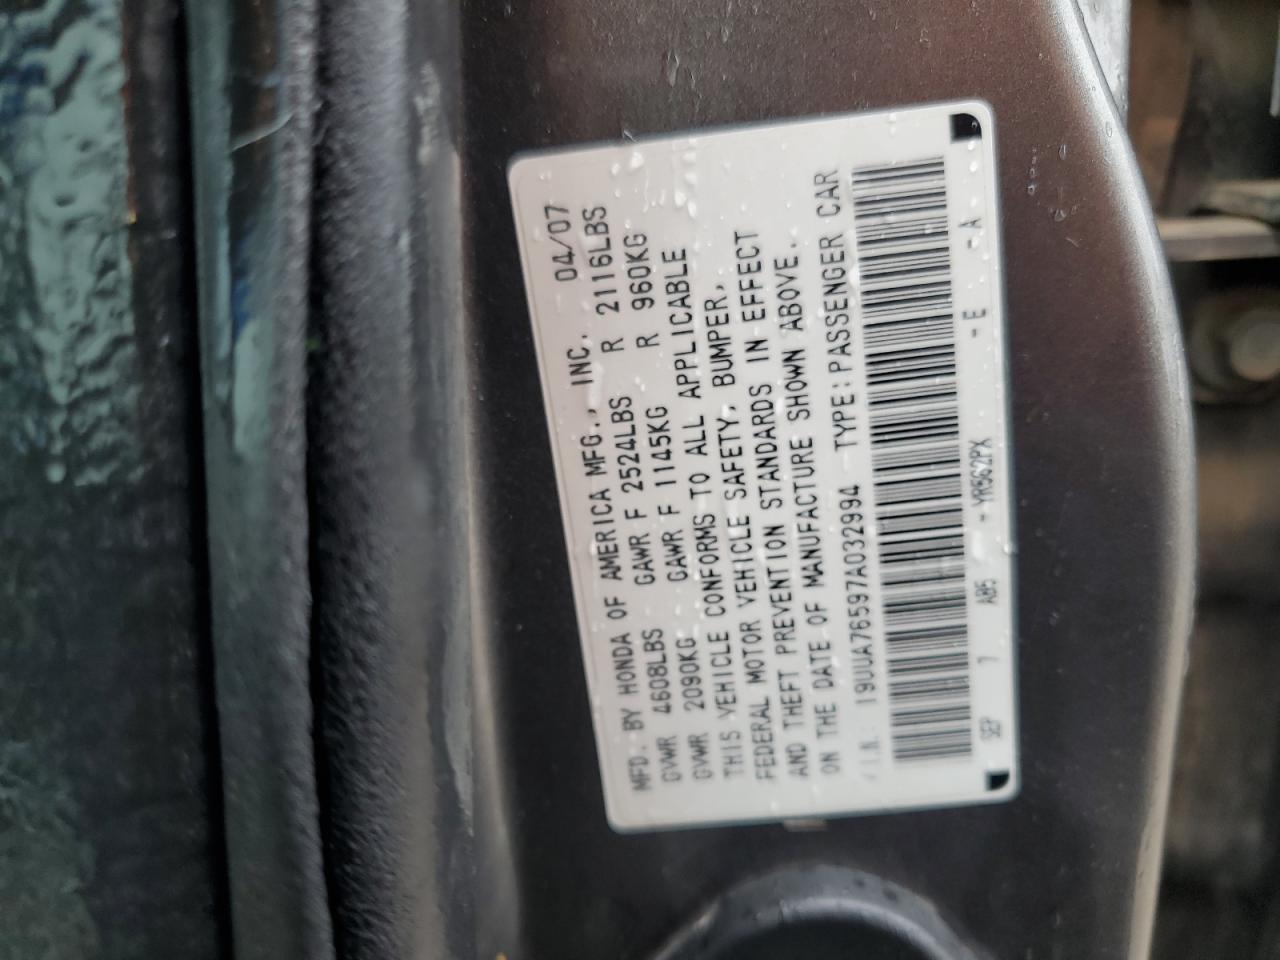 MFD. BY HONDA OF AMERICA MFG., INC. 04/07
GVWR 4608LBS GAWR F 2524LBS R 2116LBS
GVWR 2090KG GAWR F 1145KG R 960KG
THIS VEHICLE CONFORMS TO ALL APPLICABLE
FEDERAL MOTOR VEHICLE SAFETY, BUMPER,
AND THEFT PREVENTION STANDARDS IN EFFECT
ON THE DATE OF MANUFACTURE SHOWN ABOVE.
V.I.N.: 19UUA76597A032994 TYPE:PASSENGER CAR
SEP 7 AB5 - YR562PX - E - A